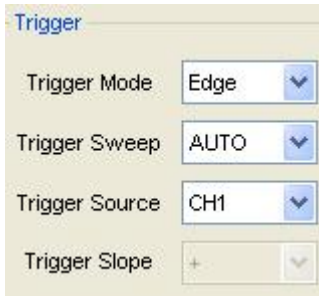 Trigger
Trigger Mode Edge
Trigger Sweep AUTO
Trigger Source CH1
Trigger Slope +